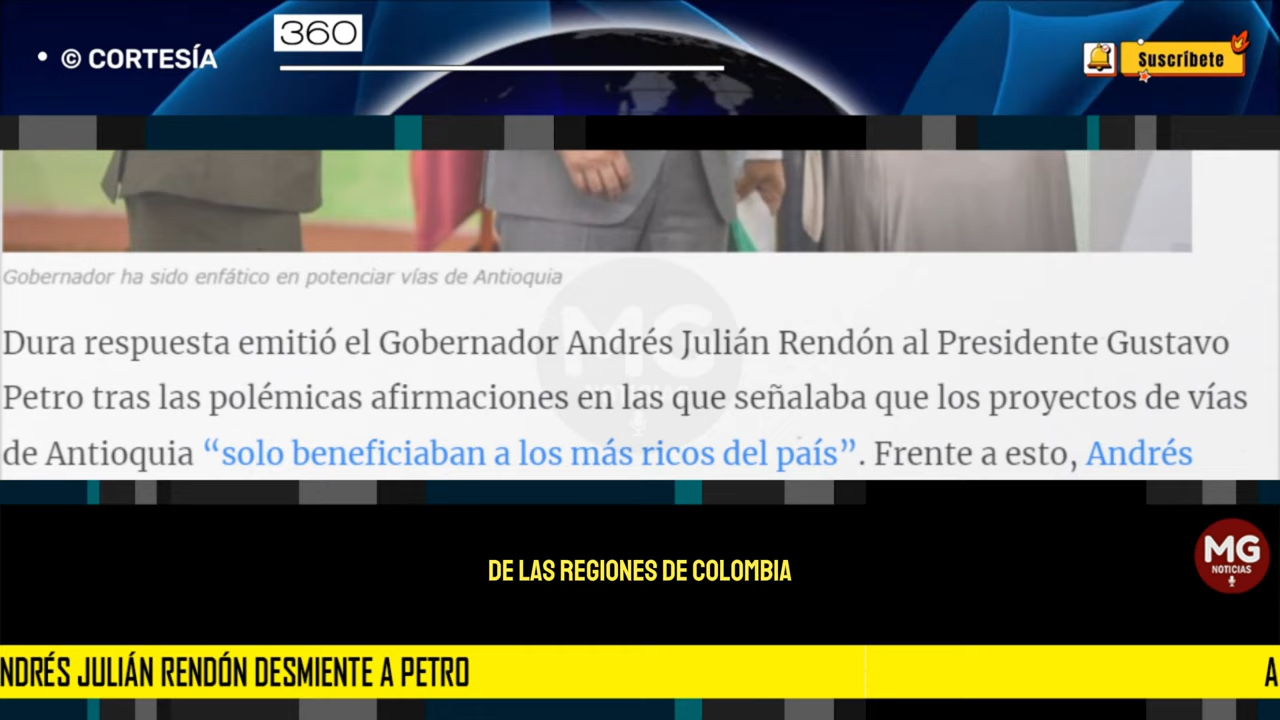 360
• © CORTESÍA
Suscríbete
Gobernador ha sido enfático en potenciar vías de Antioquia
Dura respuesta emitió el Gobernador Andrés Julián Rendón al Presidente Gustavo
Petro tras las polémicas afirmaciones en las que señalaba que los proyectos de vías
de Antioquia “solo beneficiaban a los más ricos del país”. Frente a esto, Andrés
MG
NOTICIAS
DE LAS REGIONES DE COLOMBIA
MG
NOTICIAS
NDRÉS JULIÁN RENDÓN DESMIENTE A PETRO
A